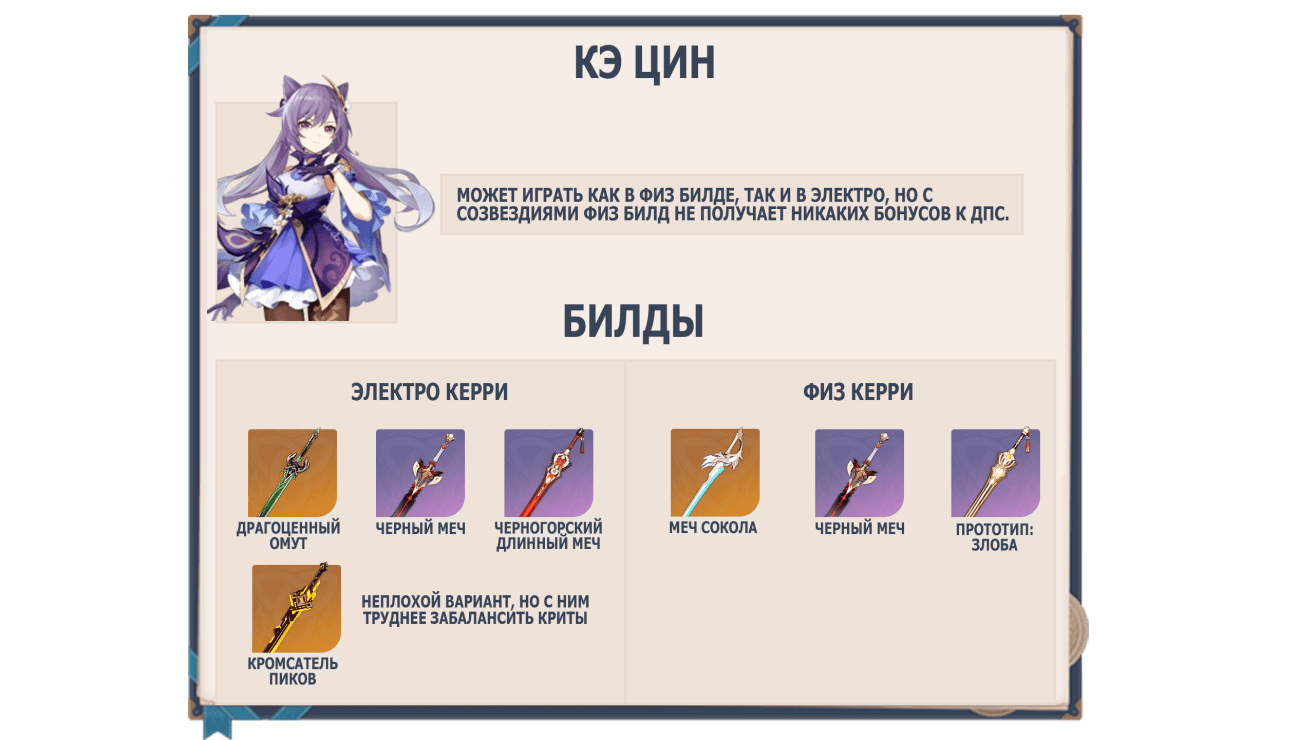 КЭ ЦИН
МОЖЕТ ИГРАТЬ КАК В ФИЗ БИЛДЕ, ТАК И В ЭЛЕКТРО, НО С
СОЗВЕЗДИЯМИ ФИЗ БИЛД НЕ ПОЛУЧАЕТ НИКАКИХ БОНУСОВ К ДПС.
БИЛДЫ
ЭЛЕКТРО КЕРРИ
ДРАГОЦЕННЫЙ
ОМУТ
ЧЕРНЫЙ МЕЧ
ЧЕРНОГОРСКИЙ
ДЛИННЫЙ МЕЧ
КРОМСАТЕЛЬ
ПИКОВ
НЕПЛОХОЙ ВАРИАНТ, НО С НИМ
ТРУДНЕЕ ЗАБАЛАНСИТЬ КРИТЫ
ФИЗ КЕРРИ
МЕЧ СОКОЛА
ЧЕРНЫЙ МЕЧ
ПРОТОТИП:
ЗЛОБА